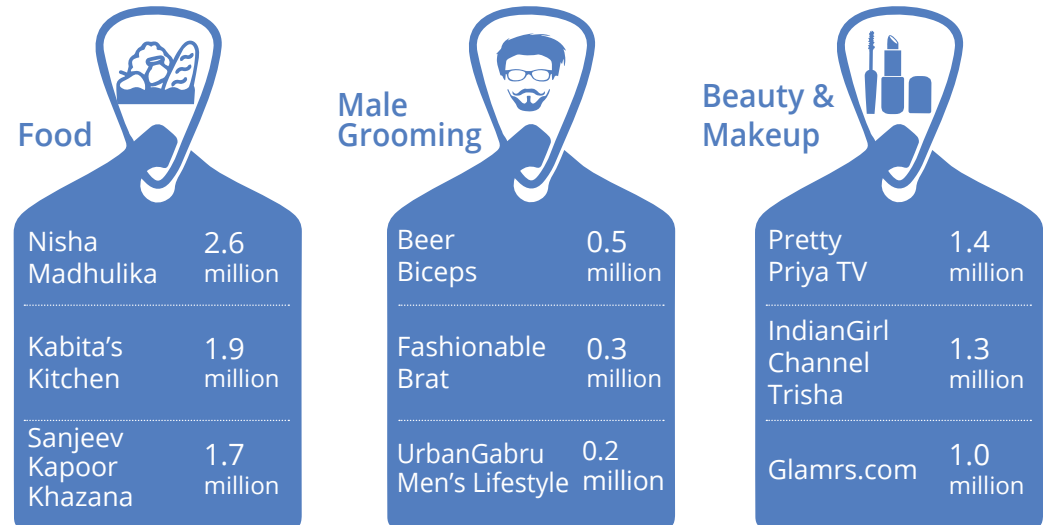 Food
Nisha
Madhulika
2.6
million
Kabita’s
Kitchen
1.9
million
Sanjeev
Kapoor
Khazana
1.7
million
Male
Grooming
Beer
Biceps
0.5
million
Fashionable
Brat
0.3
million
UrbanGabru
Men’s Lifestyle
0.2
million
Beauty &
Makeup
Pretty
Priya TV
1.4
million
IndianGirl
Channel
Trisha
1.3
million
Glamrs.com
1.0
million